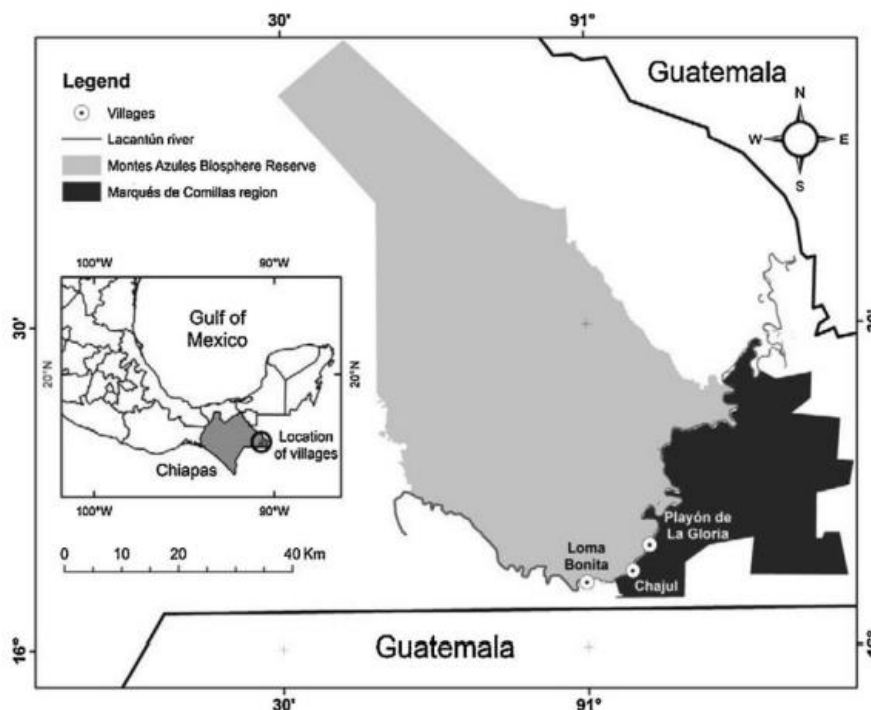 30'
91°
Guatemala
Legend
Villages
Lacantún river
Montes Azules Biosphere Reserve
Marqués de Comillas region
N
W
E
S
100°W
90°W
Gulf of
Mexico
20°N
20°N
Location
of villages
Chiapas
100°W
90°W
30'
30'
0 10 20 40 Km
Playón de
La Gloria
Loma
Bonita
Chajul
16°
16°
Guatemala
30'
91°